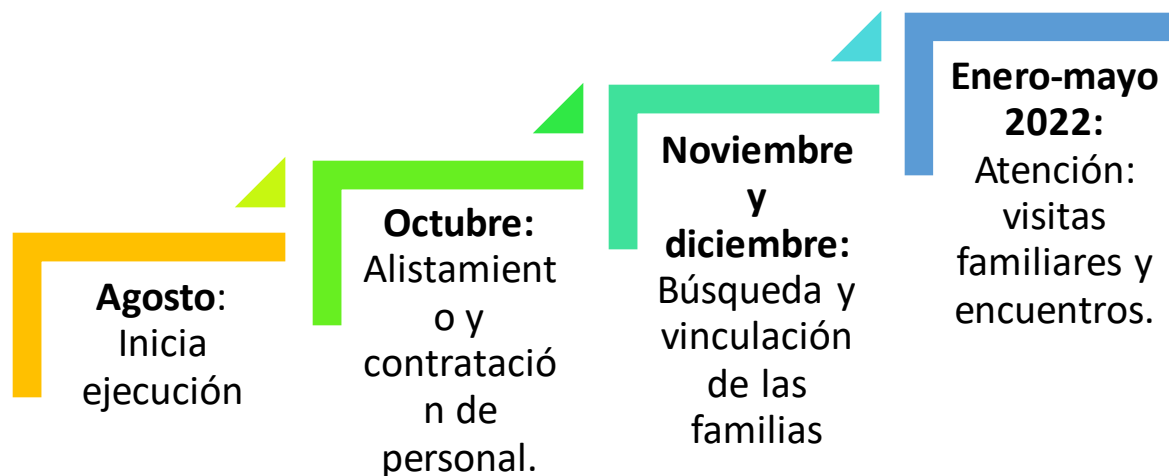 Agosto:
Inicia
ejecución
Octubre:
Alistamient
o y
contratació
n de
personal.
Noviembre
y
diciembre:
Búsqueda y
vinculación
de las
familias
Enero-mayo
2022:
Atención:
visitas
familiares y
encuentros.